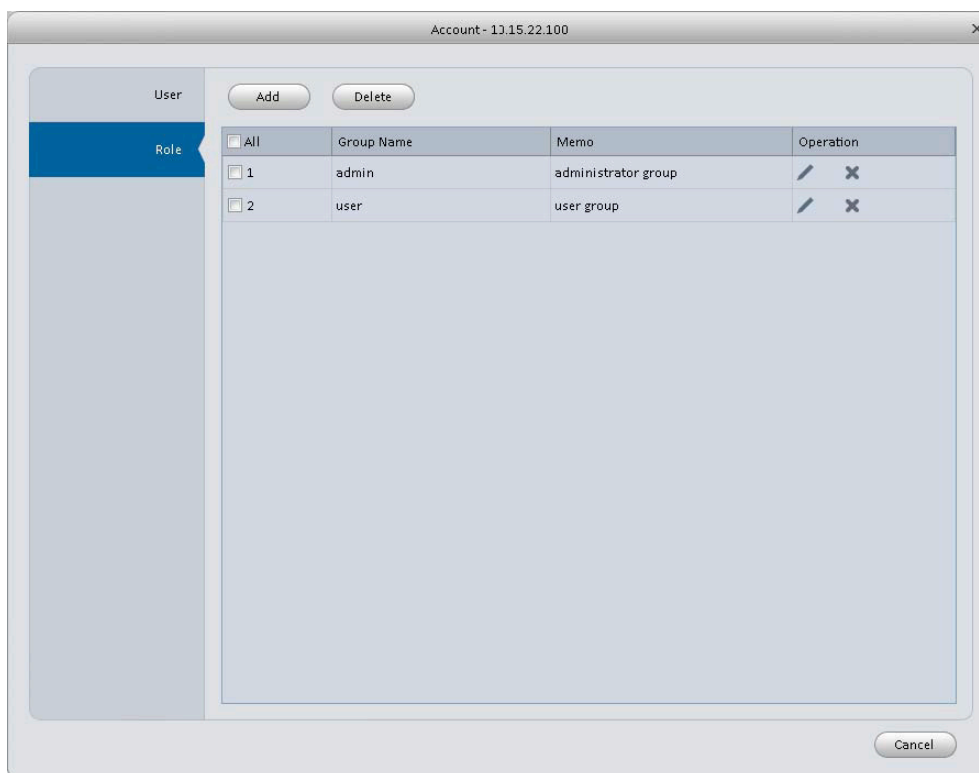 Account - 10.15.22.100
User
Role
Add Delete
All Group Name Memo Operation
1 admin administrator group
2 user user group
Cancel